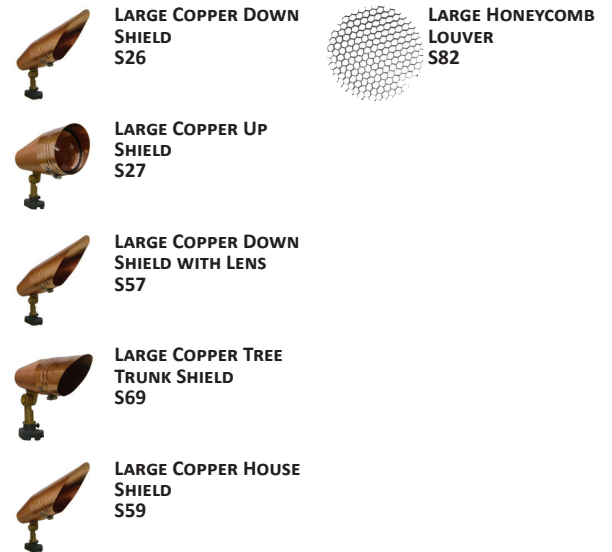 Large Copper Down
Shield
S26
Large Copper Up
Shield
S27
Large Copper Down
Shield with Lens
S57
Large Copper Tree
Trunk Shield
S69
Large Copper House
Shield
S59
Large Honeycomb
Louver
S82